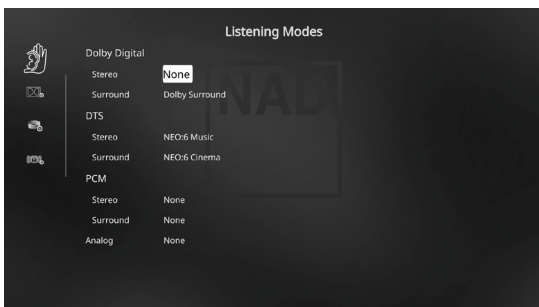 Listening Modes
Dolby Digital
Stereo None
Surround Dolby Surround
NAD
DTS
Stereo NEO:6 Music
Surround NEO:6 Cinema
PCM
Stereo None
Surround None
Analog None